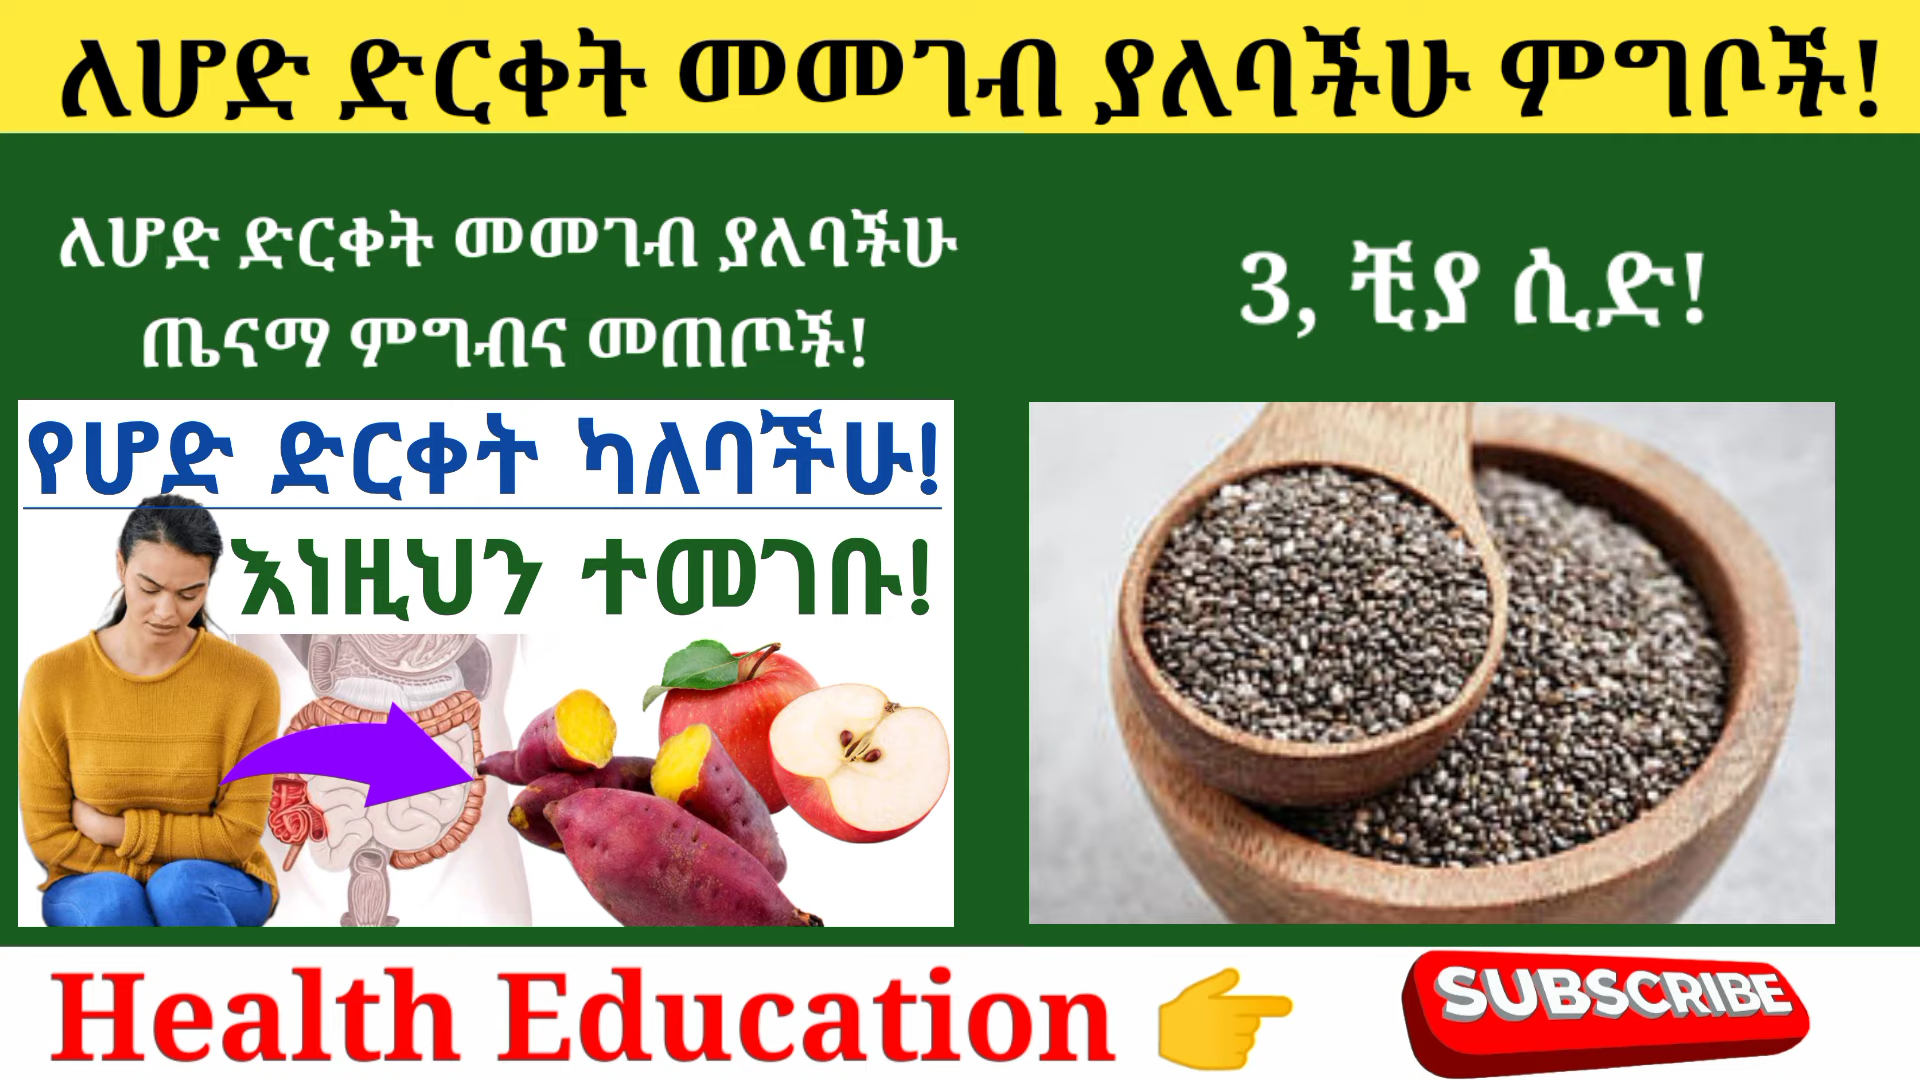 ለሆድ ድርቀት መመገብ ያለባችሁ ምግቦች!
ለሆድ ድርቀት መመገብ ያለባችሁ
ጤናማ ምግብና መጠጦች!
3, ቺያ ሲድ!
የሆድ ድርቀት ካለባችሁ!
እነዚህን ተመገቡ!
Health Education
SUBSCRIBE